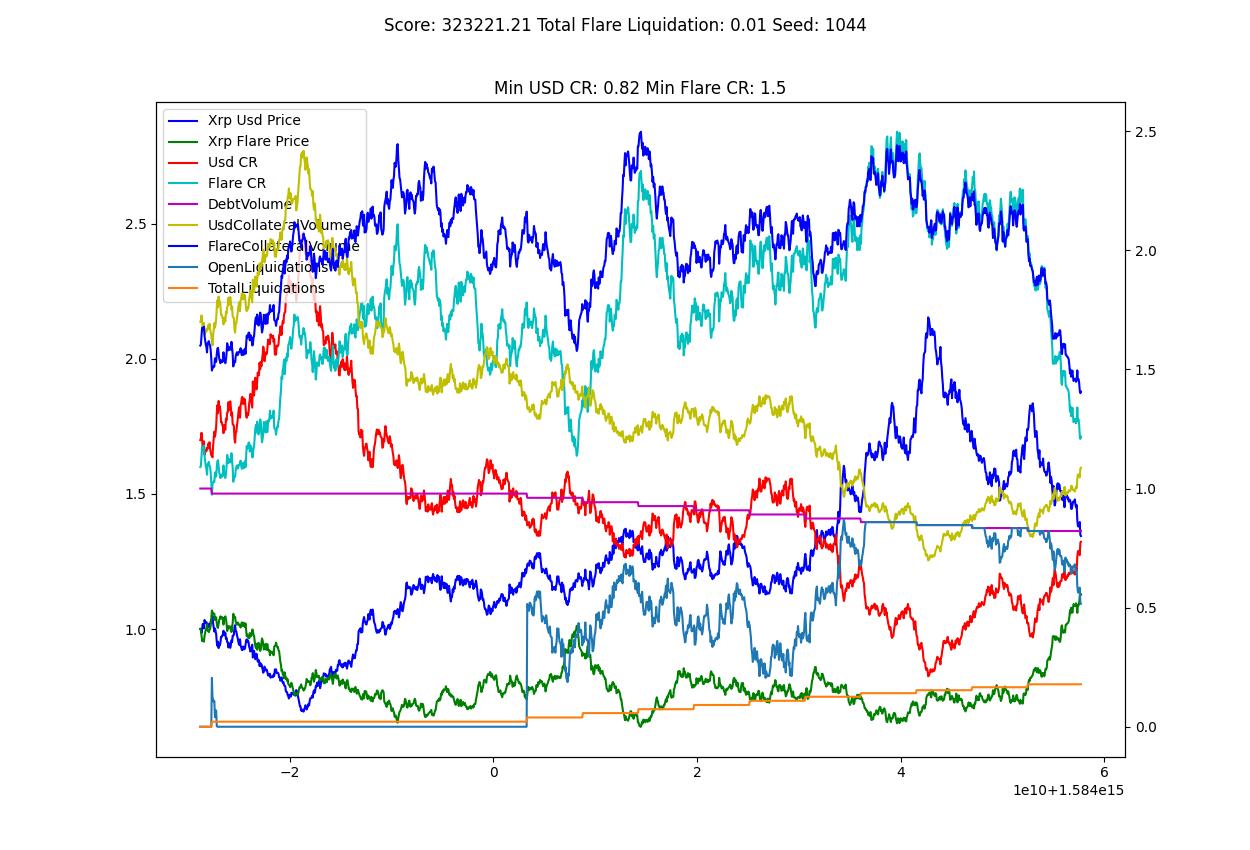 Score: 323221.21 Total Flare Liquidation: 0.01 Seed: 1044
Min USD CR: 0.82 Min Flare CR: 1.5
Xrp Usd Price
Xrp Flare Price
Usd CR
Flare CR
DebtVolume
UsdCollateralVolume
FlareCollateralVolume
OpenLiquidations
TotalLiquidations
2.5
2.0
1.5
1.0
2.5
2.0
1.5
1.0
0.5
0.0
−2
0
2
4
6
1e10+1.584e15